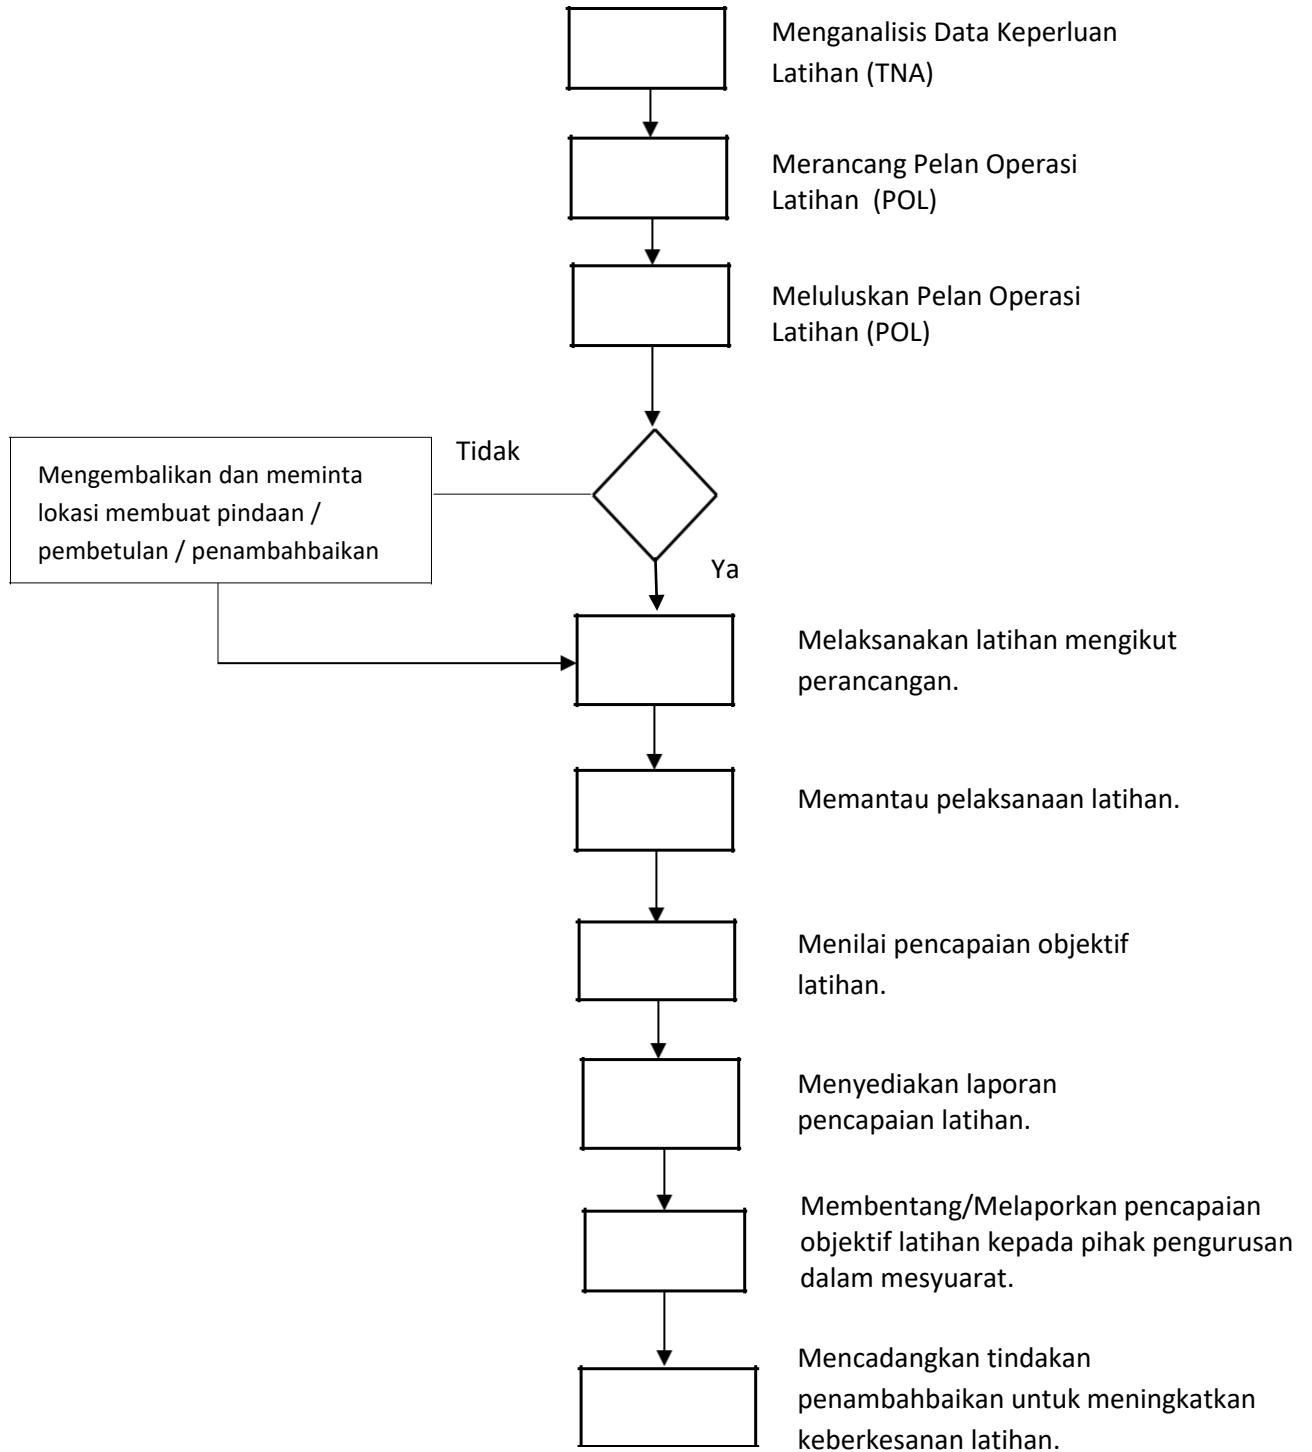 Menganalisis Data Keperluan
Latihan (TNA)
Merancang Pelan Operasi
Latihan (POL)
Meluluskan Pelan Operasi
Latihan (POL)
Tidak
Mengembalikan dan meminta
lokasi membuat pindaan /
pembetulan / penambahbaikan
Ya
Melaksanakan latihan mengikut
perancangan.
Memantau pelaksanaan latihan.
Menilai pencapaian objektif
latihan.
Menyediakan laporan
pencapaian latihan.
Membentang/Melaporkan pencapaian
objektif latihan kepada pihak pengurusan
dalam mesyuarat.
Mencadangkan tindakan
penambahbaikan untuk meningkatkan
keberkesanan latihan.